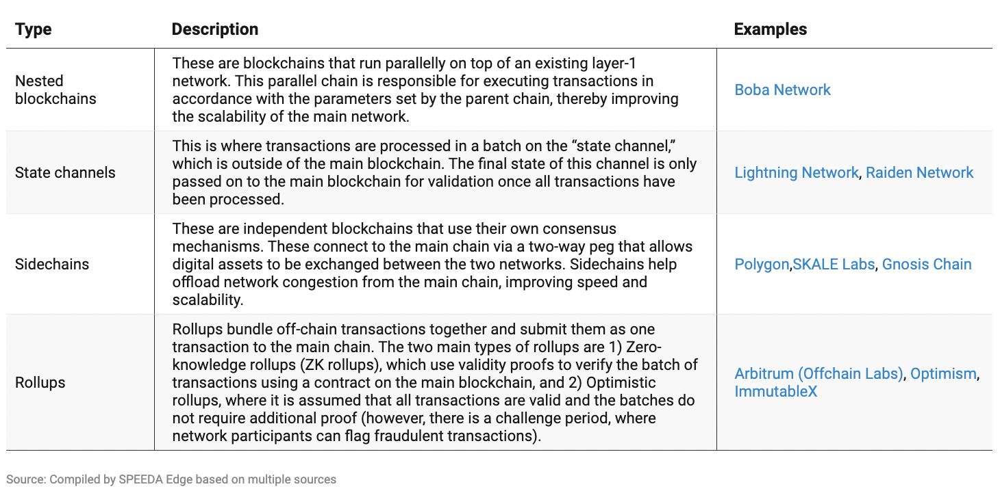 Type Description Examples
Nested
blockchains
These are blockchains that run parallelly on top of an existing layer-1
network. This parallel chain is responsible for executing transactions in
accordance with the parameters set by the parent chain, thereby improving
the scalability of the main network.
Boba Network
State channels
This is where transactions are processed in a batch on the “state channel,”
which is outside of the main blockchain. The final state of this channel is only
passed on to the main blockchain for validation once all transactions have
been processed.
Lightning Network, Raiden Network
Sidechains
These are independent blockchains that use their own consensus
mechanisms. These connect to the main chain via a two-way peg that allows
digital assets to be exchanged between the two networks. Sidechains help
offload network congestion from the main chain, improving speed and
scalability.
Polygon,SKALE Labs, Gnosis Chain
Rollups
Rollups bundle off-chain transactions together and submit them as one
transaction to the main chain. The two main types of rollups are 1) Zero-
knowledge rollups (ZK rollups), which use validity proofs to verify the batch of
transactions using a contract on the main blockchain, and 2) Optimistic
rollups, where it is assumed that all transactions are valid and the batches do
not require additional proof (however, there is a challenge period, where
network participants can flag fraudulent transactions).
Arbitrum (Offchain Labs), Optimism,
ImmutableX
Source: Compiled by SPEEDA Edge based on multiple sources